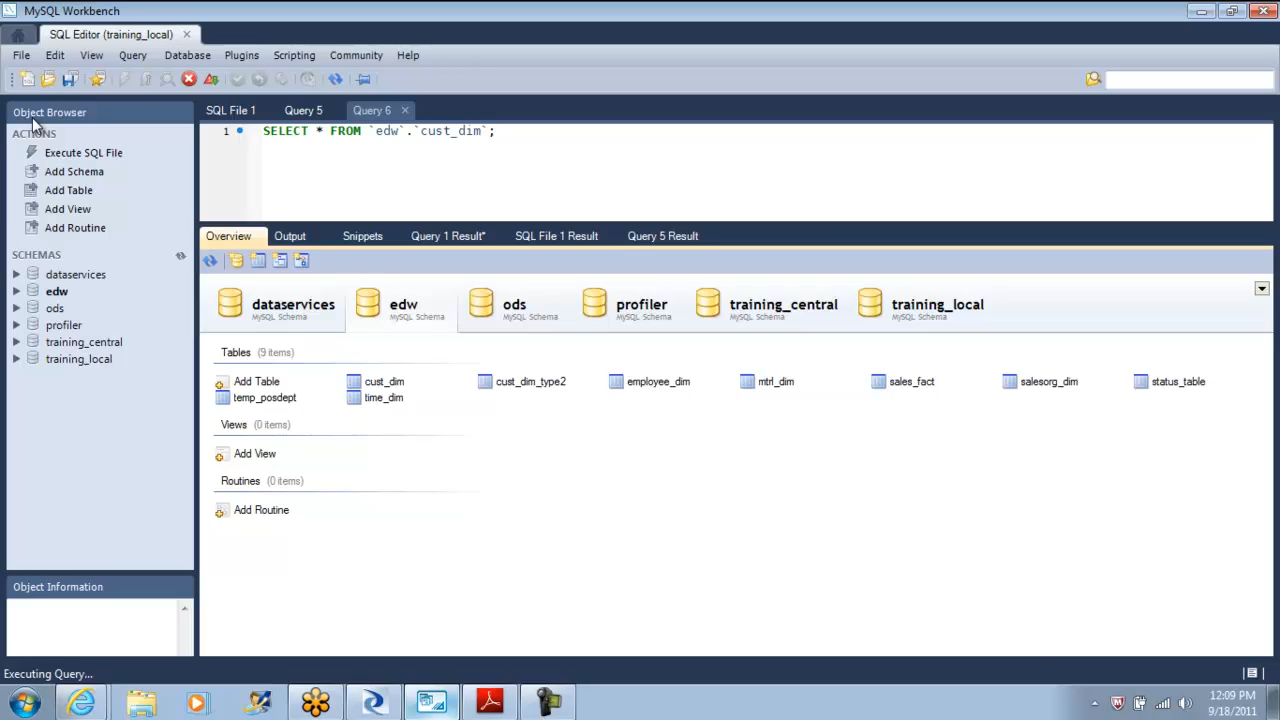 MySQL Workbench
SQL Editor (training_local)
File Edit View Query Database Plugins Scripting Community Help
Object Browser
SQL File 1 Query 5 Query 6
ACTIONS
1 SELECT * FROM `edw`.`cust_dim`;
Execute SQL File
Add Schema
Add Table
Add View
Add Routine
Overview Output Snippets Query 1 Result* SQL File 1 Result Query 5 Result
SCHEMAS
dataservices
edw
ods
profiler
training_central
training_local
dataservices edw ods profiler training_central training_local
MySQL Schema MySQL Schema MySQL Schema MySQL Schema MySQL Schema MySQL Schema
Tables (9 items)
Add Table cust_dim cust_dim_type2 employee_dim mtrl_dim sales_fact salesorg_dim status_table
temp_posdept time_dim
Views (0 items)
Add View
Routines (0 items)
Add Routine
Object Information
Executing Query...
12:09 PM
9/18/2011